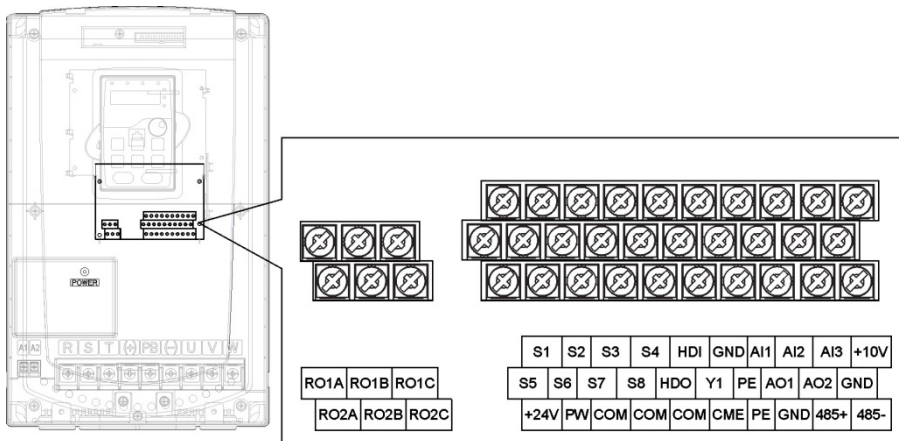 POWER
A1 A2 R S T (+) PB (-) U V W
RO1A RO1B RO1C
RO2A RO2B RO2C
S1 S2 S3 S4 HDI GND AI1 AI2 AI3 +10V
S5 S6 S7 S8 HDO Y1 PE AO1 AO2 GND
+24V PW COM COM COM CME PE GND 485+ 485-